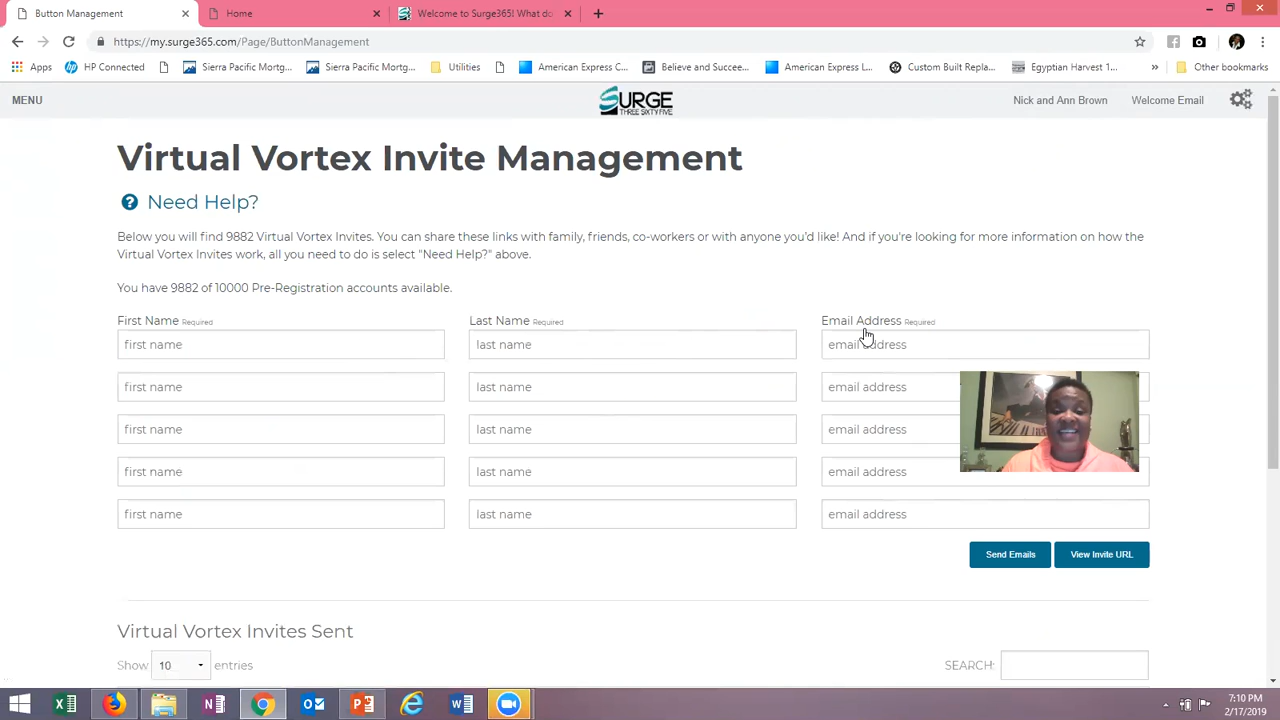 Button Management
Home
Welcome to Surge365! What do
https://my.surge365.com/Page/ButtonManagement
Apps
HP Connected
Sierra Pacific Mortg...
Sierra Pacific Mortg...
Utilities
American Express C...
Believe and Succee...
American Express L...
Custom Built Repla...
Egyptian Harvest 1...
»
Other bookmarks
MENU
SURGE
THREE SIXTY FIVE
Nick and Ann Brown
Welcome Email
Virtual Vortex Invite Management
? Need Help?
Below you will find 9882 Virtual Vortex Invites. You can share these links with family, friends, co-workers or with anyone you'd like! And if you're looking for more information on how the
Virtual Vortex Invites work, all you need to do is select "Need Help?" above.
You have 9882 of 10000 Pre-Registration accounts available.
First Name Required
Last Name Required
Email Address Required
first name
last name
email address
first name
last name
email address
first name
last name
email address
first name
last name
email address
first name
last name
email address
Send Emails
View Invite URL
Virtual Vortex Invites Sent
Show 10 entries
SEARCH:
7:10 PM
2/17/2019